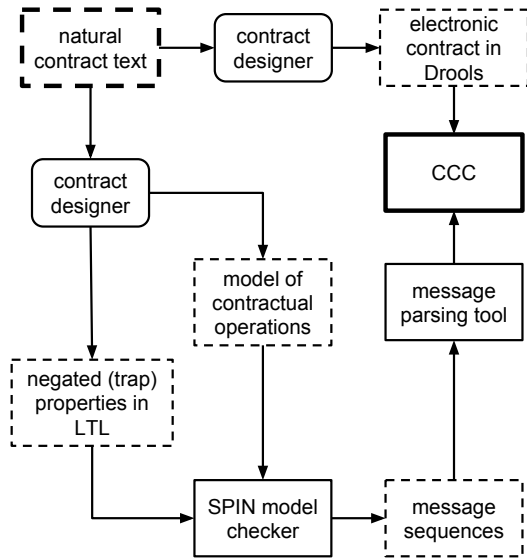 natural
contract text
contract
designer
electronic
contract in
Drools
contract
designer
CCC
model of
contractual
operations
message
parsing tool
negated (trap)
properties in
LTL
SPIN model
checker
message
sequences